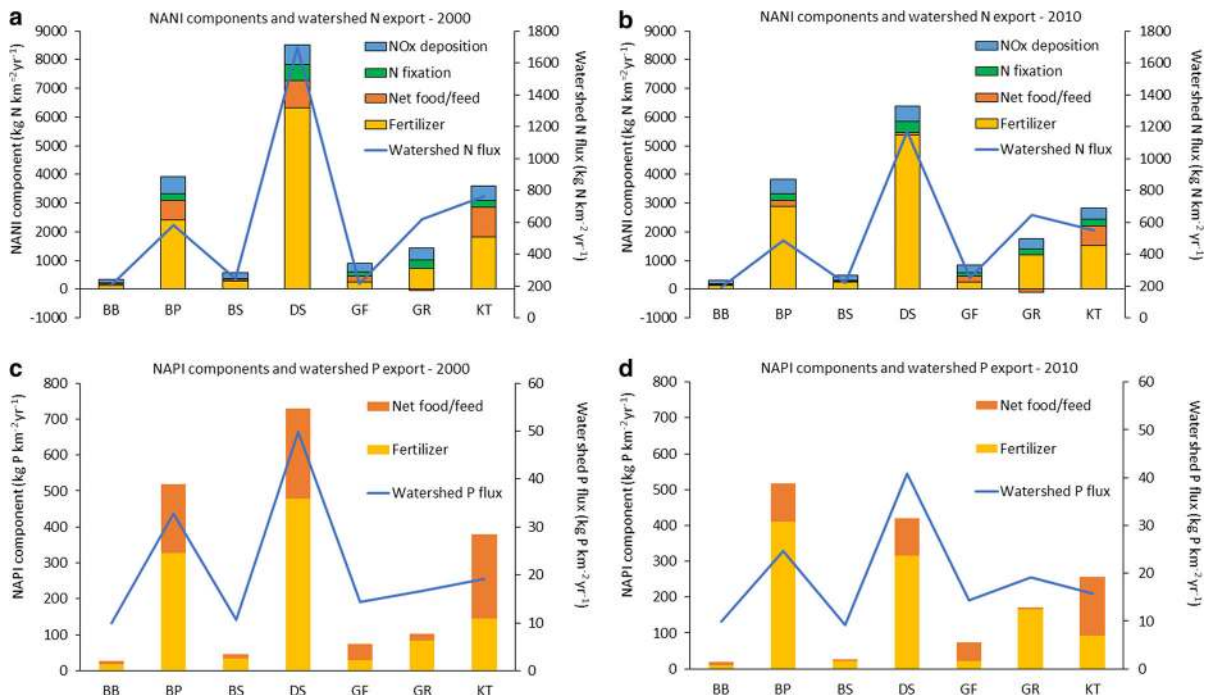 a
NANI components and watershed N export - 2000
NANI component (kg N km⁻²yr⁻¹)
9000
8000
7000
6000
5000
4000
3000
2000
1000
0
-1000
NOx deposition
N fixation
Net food/feed
Fertilizer
Watershed N flux
1800
1600
1400
1200
1000
800
600
400
200
0
Watershed N flux (kg N km⁻² yr⁻¹)
BB BP BS DS GF GR KT
b
NANI components and watershed N export - 2010
NANI component (kg N km⁻²yr⁻¹)
9000
8000
7000
6000
5000
4000
3000
2000
1000
0
-1000
NOx deposition
N fixation
Net food/feed
Fertilizer
Watershed N flux
1800
1600
1400
1200
1000
800
600
400
200
0
Watershed N flux (kg N km⁻² yr⁻¹)
BB BP BS DS GF GR KT
c
NAPI components and watershed P export - 2000
NAPI component (kg P km⁻²yr⁻¹)
800
700
600
500
400
300
200
100
0
Net food/feed
Fertilizer
Watershed P flux
60
50
40
30
20
10
0
Watershed P flux (kg P km⁻² yr⁻¹)
BB BP BS DS GF GR KT
d
NAPI components and watershed P export - 2010
NAPI component (kg P km⁻²yr⁻¹)
800
700
600
500
400
300
200
100
0
Net food/feed
Fertilizer
Watershed P flux
60
50
40
30
20
10
0
Watershed P flux (kg P km⁻² yr⁻¹)
BB BP BS DS GF GR KT